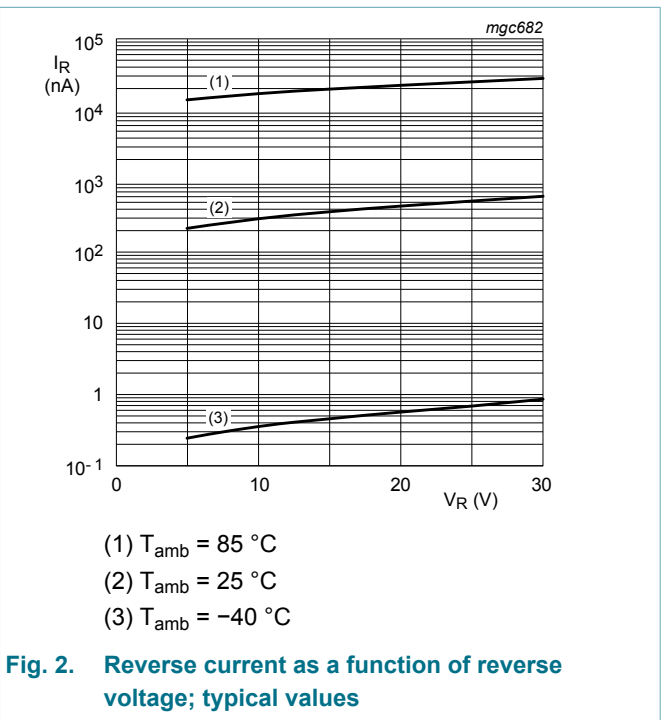 mgc682
I_R
(nA)
10^5
10^4
10^3
10^2
10
1
10^-1
(1)
(2)
(3)
0
10
20
30
V_R (V)
(1) T_amb = 85 °C
(2) T_amb = 25 °C
(3) T_amb = −40 °C
Fig. 2. Reverse current as a function of reverse
voltage; typical values